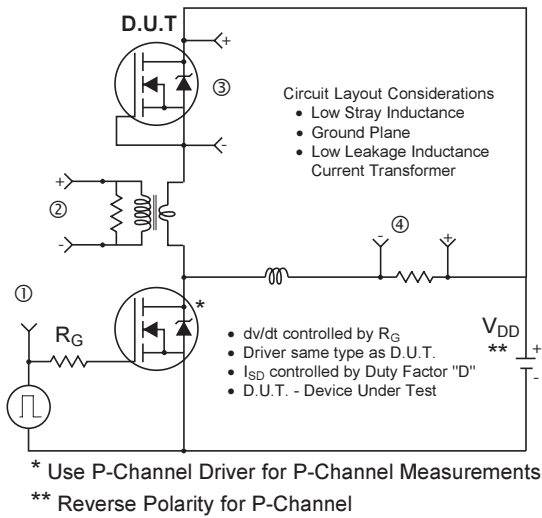 D.U.T
+
③
-
Circuit Layout Considerations
• Low Stray Inductance
• Ground Plane
• Low Leakage Inductance
Current Transformer
+
②
-
④
- +
①
RG
*
• dv/dt controlled by RG
• Driver same type as D.U.T.
• ISD controlled by Duty Factor "D"
• D.U.T. - Device Under Test
VDD
**
+
-
* Use P-Channel Driver for P-Channel Measurements
** Reverse Polarity for P-Channel